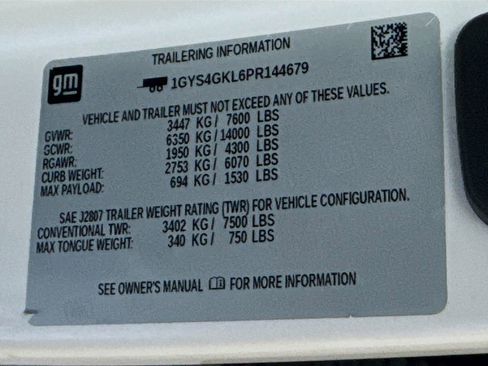 TRAILERING INFORMATION
gm
1GYS4GKL6PR144679
VEHICLE AND TRAILER MUST NOT EXCEED ANY OF THESE VALUES.
GVWR: 3447 KG/ 7600 LBS
GCWR: 6350 KG/ 14000 LBS
RGAWR: 1950 KG/ 4300 LBS
CURB WEIGHT: 2753 KG/ 6070 LBS
MAX PAYLOAD: 694 KG/ 1530 LBS
SAE J2807 TRAILER WEIGHT RATING (TWR) FOR VEHICLE CONFIGURATION.
CONVENTIONAL TWR: 3402 KG/ 7500 LBS
MAX TONGUE WEIGHT: 340 KG/ 750 LBS
SEE OWNER'S MANUAL FOR MORE INFORMATION